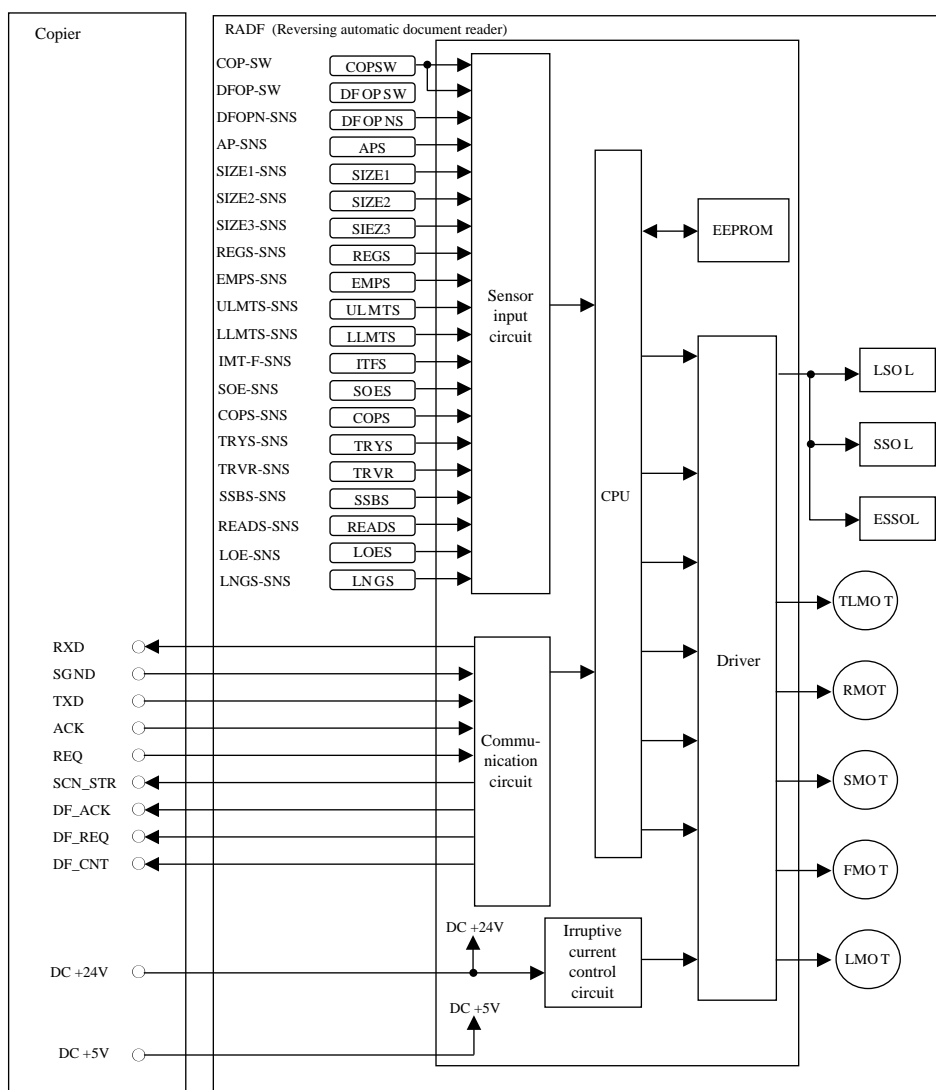 Copier
RADF (Reversing automatic document reader)
COP-SW COPSW
DFOP-SW DFOPSW
DFOPN-SNS DFOPNS
AP-SNS APS
SIZE1-SNS SIZE1
SIZE2-SNS SIZE2
SIZE3-SNS SIEZ3
REGS-SNS REGS
EMPS-SNS EMPS
ULMTS-SNS ULMTS
LLMTS-SNS LLMTS
IMT-F-SNS ITFS
SOE-SNS SOES
COPS-SNS COPS
TRYS-SNS TRYS
TRVR-SNS TRVR
SSBS-SNS SSBS
READS-SNS READS
LOE-SNS LOES
LNGS-SNS LNGS
Sensor
input
circuit
CPU
EEPROM
Driver
LSOL
SSOL
ESSOL
TLMOT
RMOT
SMOT
FMOT
LMOT
RXD
SGND
TXD
ACK
REQ
SCN_STR
DF_ACK
DF_REQ
DF_CNT
Commu-
nication
circuit
DC +24V
DC +24V
Irruptive
current
control
circuit
DC +5V
DC +5V